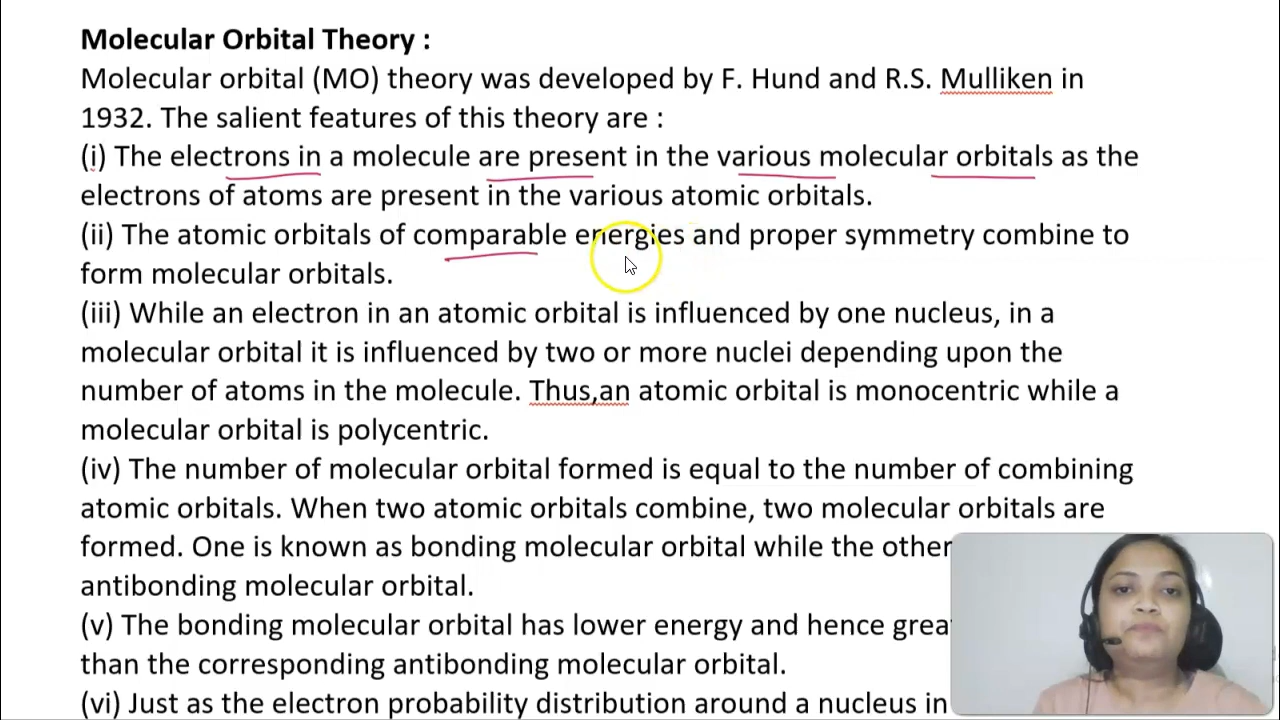 Molecular Orbital Theory :
Molecular orbital (MO) theory was developed by F. Hund and R.S. Mulliken in
1932. The salient features of this theory are :
(i) The electrons in a molecule are present in the various molecular orbitals as the
electrons of atoms are present in the various atomic orbitals.
(ii) The atomic orbitals of comparable energies and proper symmetry combine to
form molecular orbitals.
(iii) While an electron in an atomic orbital is influenced by one nucleus, in a
molecular orbital it is influenced by two or more nuclei depending upon the
number of atoms in the molecule. Thus,an atomic orbital is monocentric while a
molecular orbital is polycentric.
(iv) The number of molecular orbital formed is equal to the number of combining
atomic orbitals. When two atomic orbitals combine, two molecular orbitals are
formed. One is known as bonding molecular orbital while the other
antibonding molecular orbital.
(v) The bonding molecular orbital has lower energy and hence
than the corresponding antibonding molecular orbital.
(vi) Just as the electron probability distribution around a nucleus in